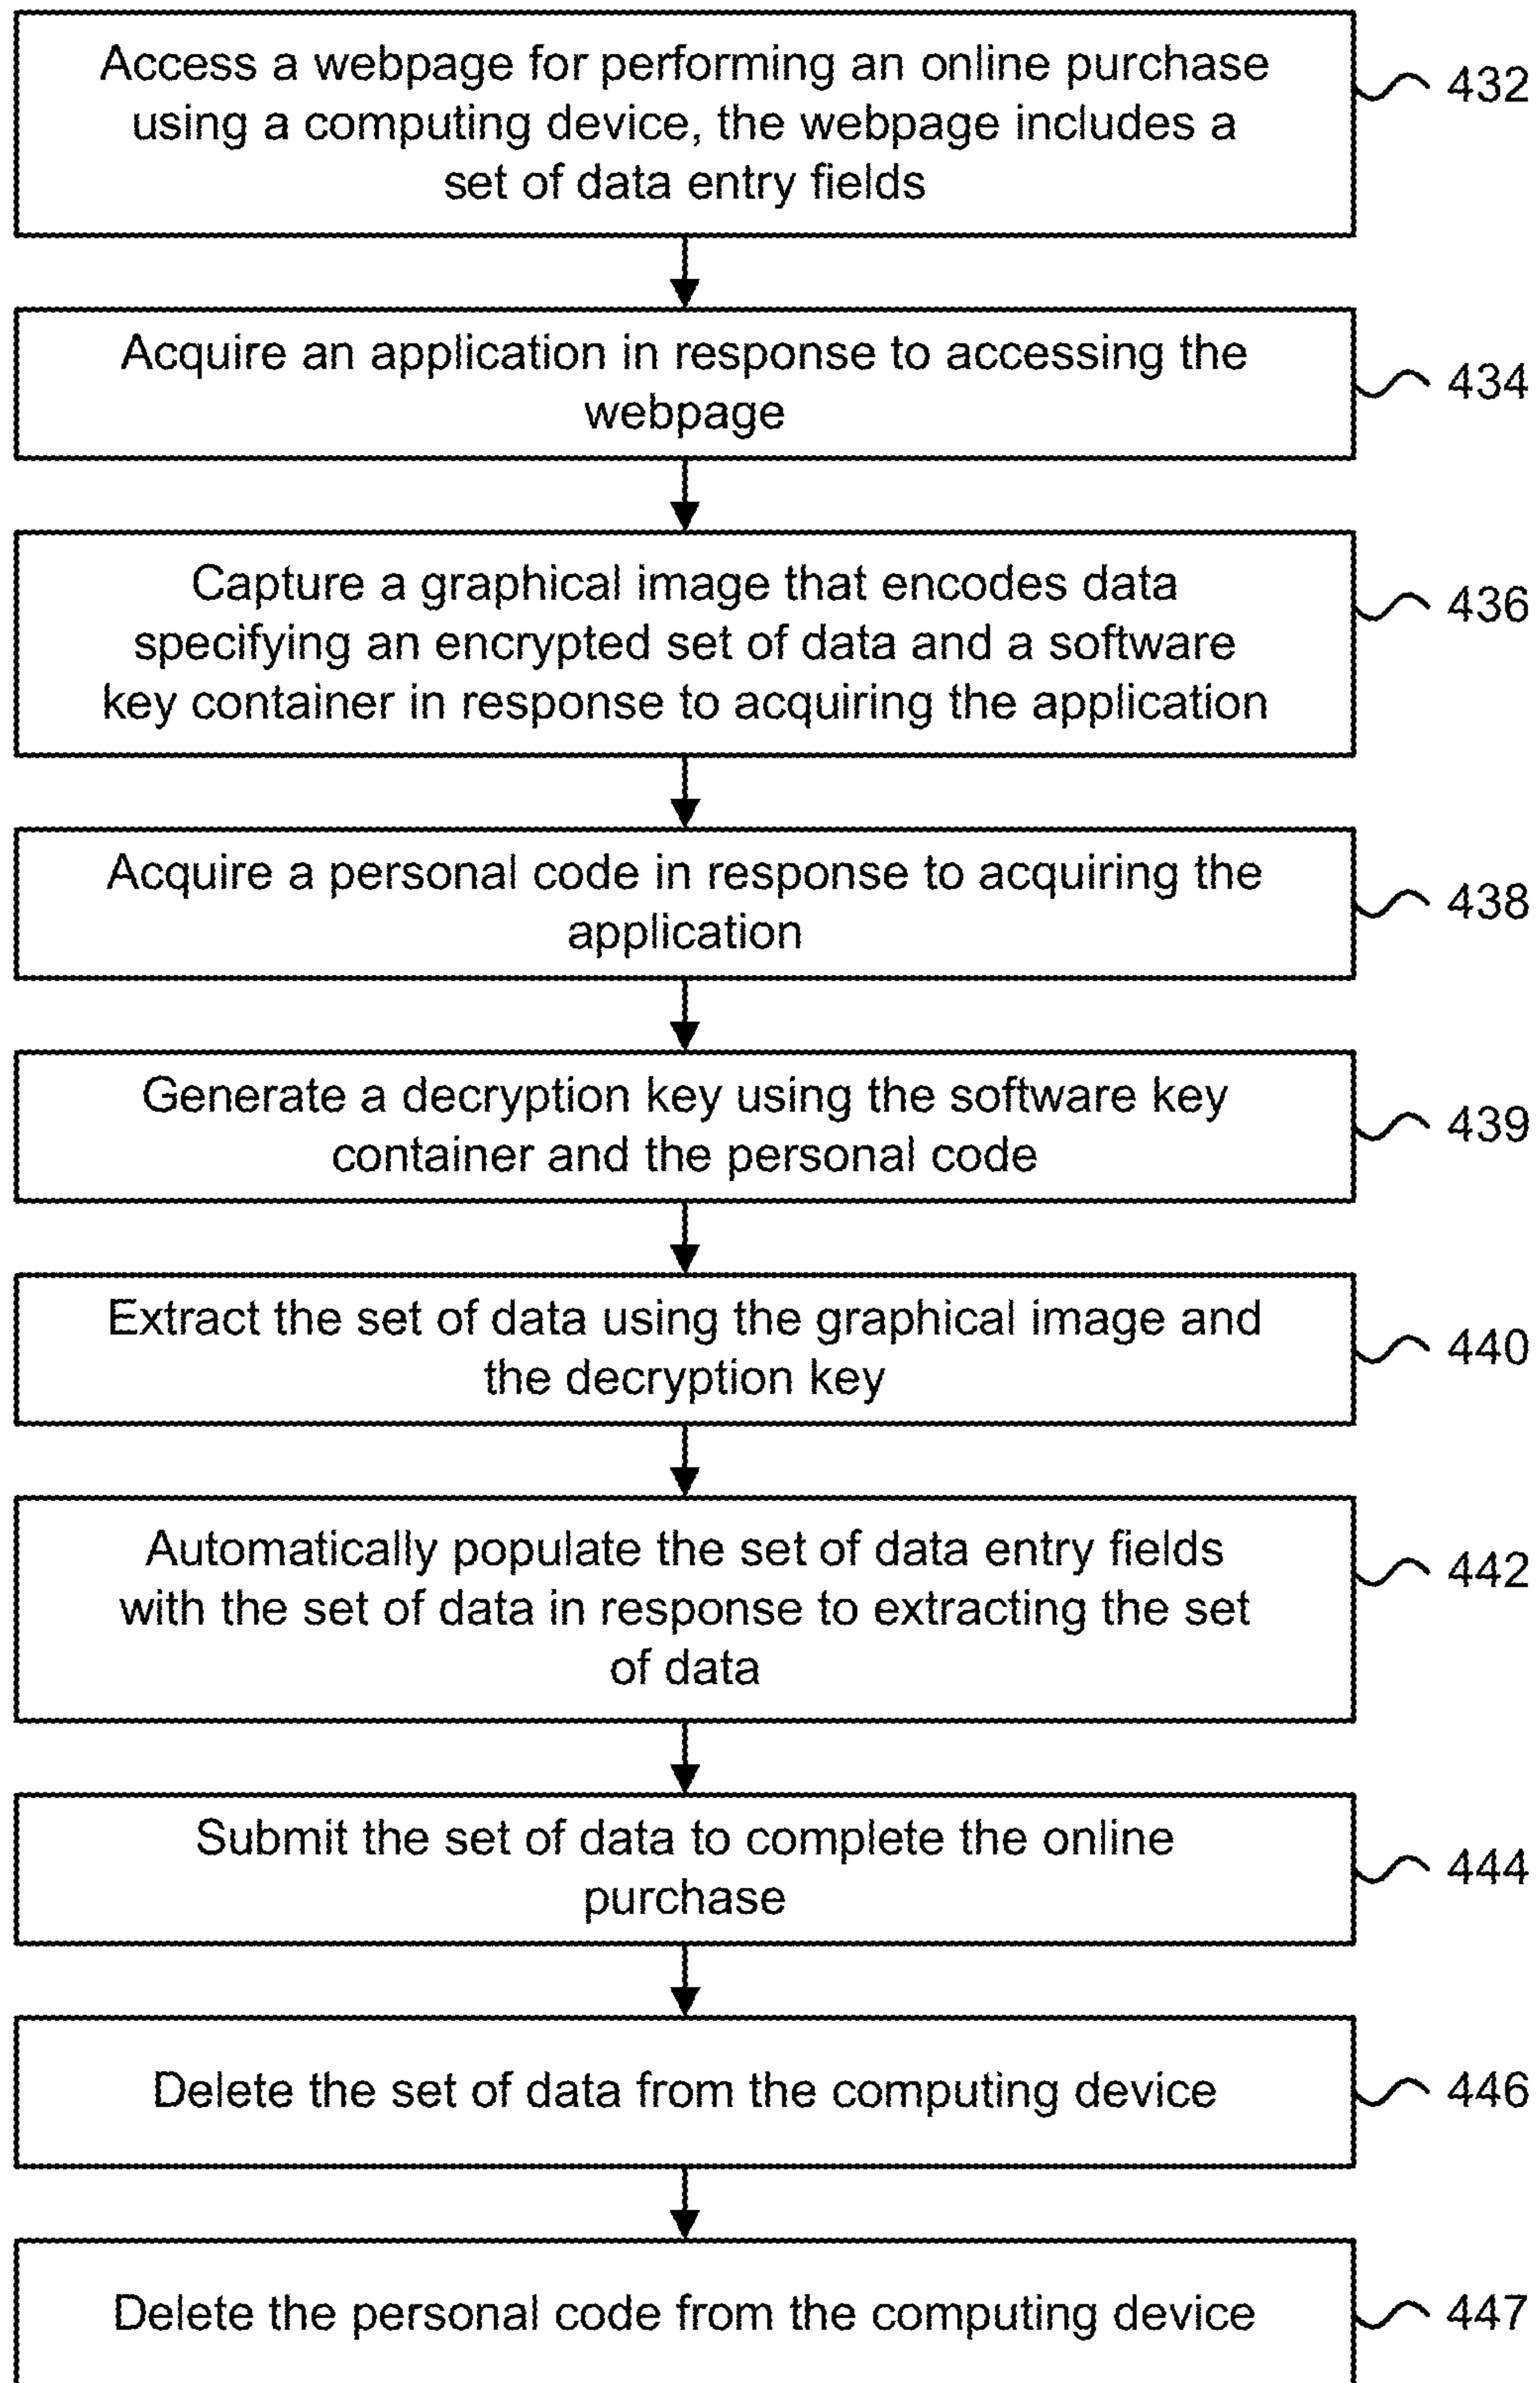 Access a webpage for performing an online purchase
using a computing device, the webpage includes a
set of data entry fields
432
Acquire an application in response to accessing the
webpage
434
Capture a graphical image that encodes data
specifying an encrypted set of data and a software
key container in response to acquiring the application
436
Acquire a personal code in response to acquiring the
application
438
Generate a decryption key using the software key
container and the personal code
439
Extract the set of data using the graphical image and
the decryption key
440
Automatically populate the set of data entry fields
with the set of data in response to extracting the set
of data
442
Submit the set of data to complete the online
purchase
444
Delete the set of data from the computing device
446
Delete the personal code from the computing device
447